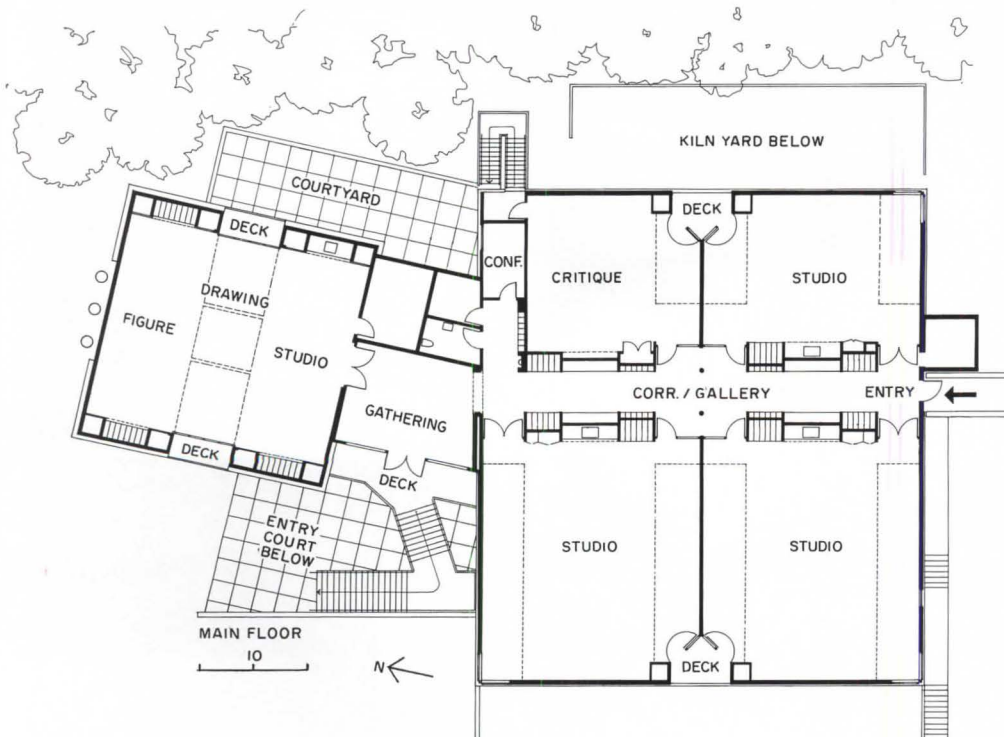 KILN YARD BELOW
COURTYARD
DECK
DECK
CONF.
CRITIQUE
STUDIO
DRAWING
FIGURE
STUDIO
CORR. / GALLERY
ENTRY
GATHERING
DECK
DECK
ENTRY
COURT
BELOW
STUDIO
STUDIO
MAIN FLOOR
10
N
DECK